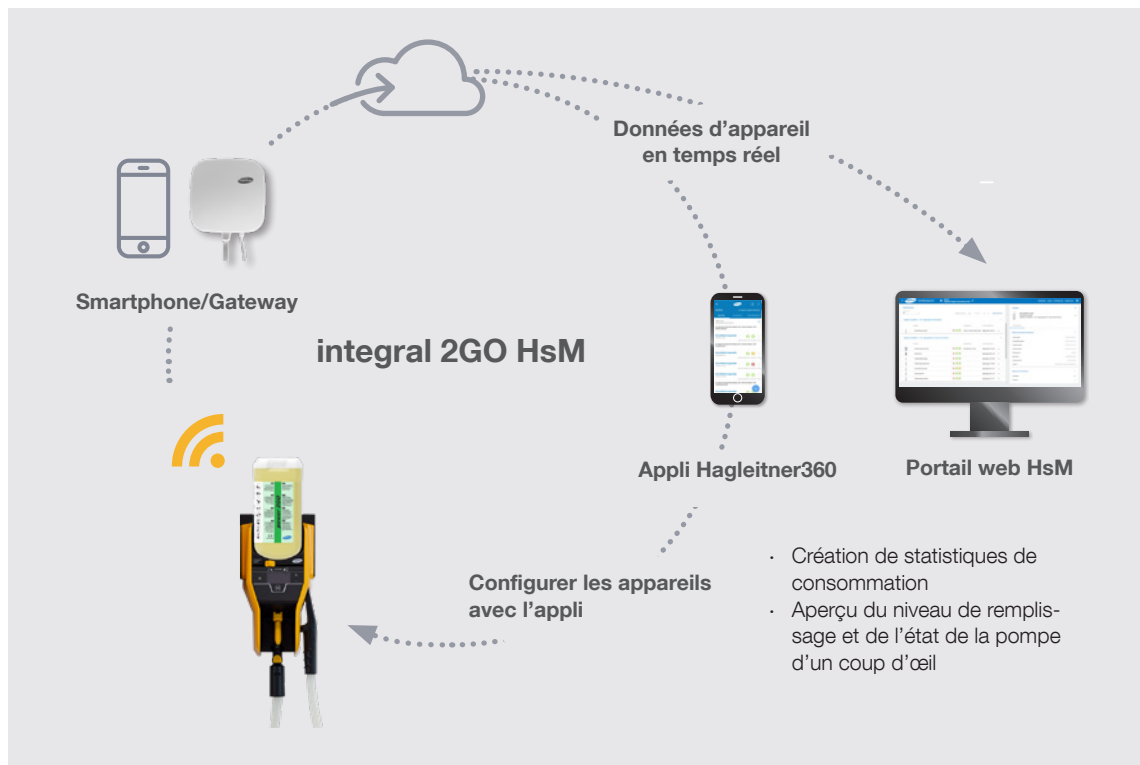 Données d’appareil
en temps réel
Smartphone/Gateway
integral 2GO HsM
Appli Hagleitner360
Portail web HsM
Configurer les appareils
avec l’appli
· Création de statistiques de
consommation
· Aperçu du niveau de remplis-
sage et de l’état de la pompe
d’un coup d’œil